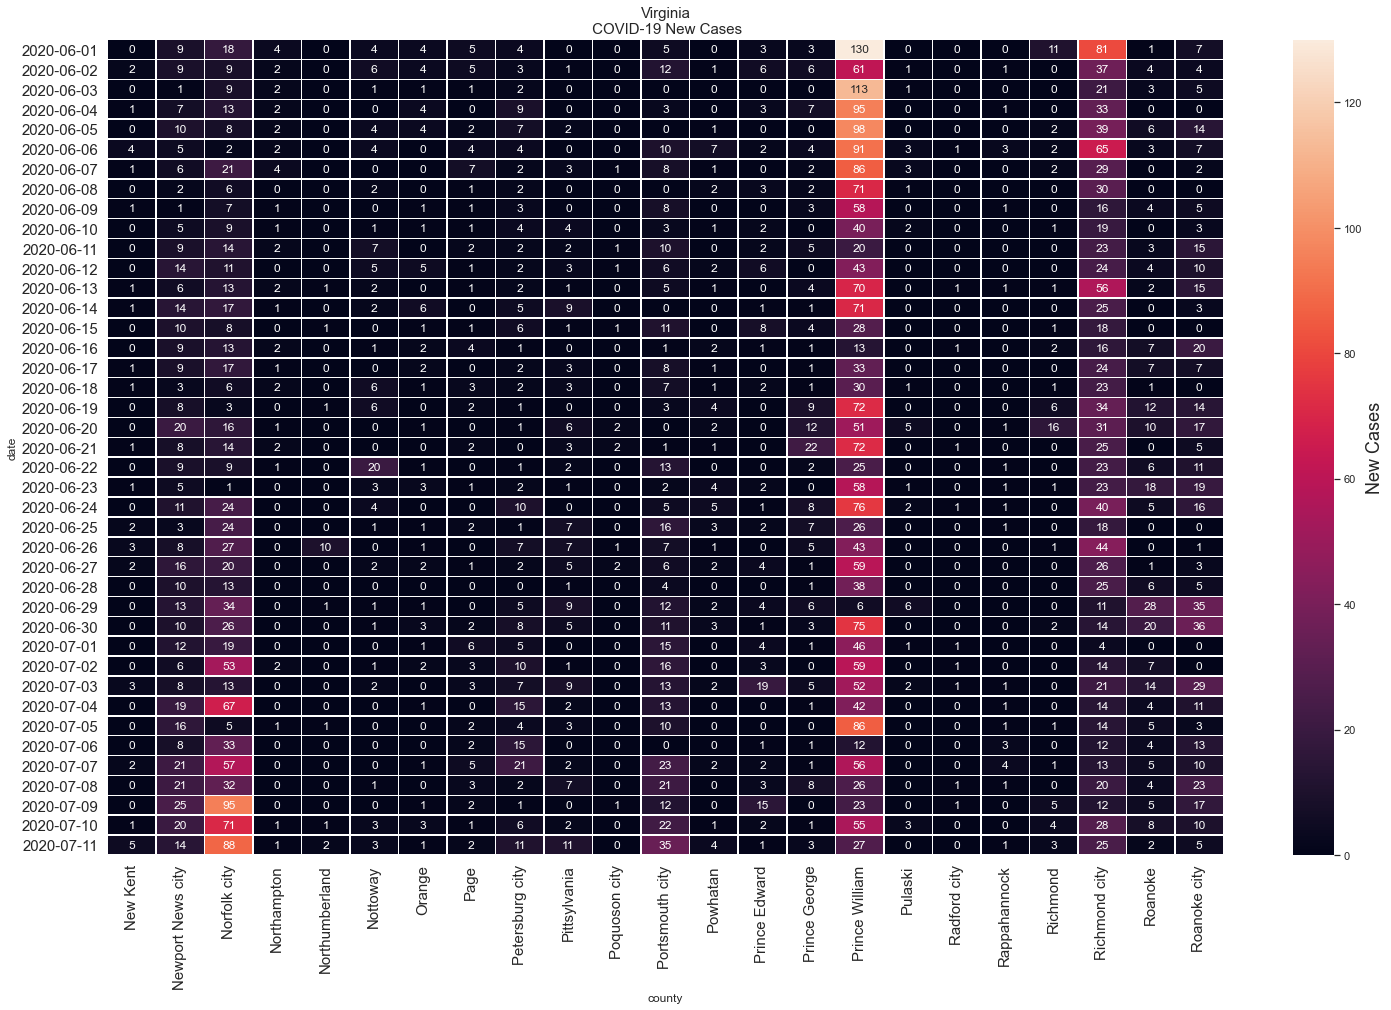 Virginia
COVID-19 New Cases
2020-06-01 0 9 18 4 0 4 4 5 4 0 0 5 0 3 3 130 0 0 0 11 81 1 7
2020-06-02 2 9 9 2 0 6 4 5 3 1 0 12 1 6 6 61 1 0 1 0 37 4 4
2020-06-03 0 1 9 2 0 1 1 1 2 0 0 0 0 0 0 113 1 0 0 0 21 3 5
2020-06-04 1 7 13 2 0 0 4 0 9 0 0 3 0 3 7 95 0 0 1 0 33 0 0
2020-06-05 0 10 8 2 0 4 4 2 7 2 0 0 1 0 0 98 0 0 0 2 39 6 14
2020-06-06 4 5 2 2 0 4 0 4 4 0 0 10 7 2 4 91 3 1 3 2 65 3 7
2020-06-07 1 6 21 4 0 0 0 7 2 3 1 8 1 0 2 86 3 0 0 2 29 0 2
2020-06-08 0 2 6 0 0 2 0 1 2 0 0 0 2 3 2 71 1 0 0 0 30 0 0
2020-06-09 1 1 7 1 0 0 1 1 3 0 0 8 0 0 3 58 0 0 1 0 16 4 5
2020-06-10 0 5 9 1 0 1 1 1 4 4 0 3 1 2 0 40 2 0 0 1 19 0 3
2020-06-11 0 9 14 2 0 7 0 2 2 2 1 10 0 2 5 20 0 0 0 0 23 3 15
2020-06-12 0 14 11 0 0 5 5 1 2 3 1 6 2 6 0 43 0 0 0 0 24 4 10
2020-06-13 1 6 13 2 1 2 0 1 2 1 0 5 1 0 4 70 0 1 1 1 56 2 15
2020-06-14 1 14 17 1 0 2 6 0 5 9 0 0 0 1 1 71 0 0 0 0 25 0 3
2020-06-15 0 10 8 0 1 0 1 1 6 1 1 11 0 8 4 28 0 0 0 1 18 0 0
2020-06-16 0 9 13 2 0 1 2 4 1 0 0 1 2 1 1 13 0 1 0 2 16 7 20
2020-06-17 1 9 17 1 0 0 2 0 2 3 0 8 1 0 1 33 0 0 0 0 24 7 7
2020-06-18 1 3 6 2 0 6 1 3 2 3 0 7 1 2 1 30 1 0 0 1 23 1 0
2020-06-19 0 8 3 0 1 6 0 2 1 0 0 3 4 0 9 72 0 0 0 6 34 12 14
2020-06-20 0 20 16 1 0 0 1 0 1 6 2 0 2 0 12 51 5 0 1 16 31 10 17
2020-06-21 1 8 14 2 0 0 0 2 0 3 2 1 1 0 22 72 0 1 0 0 25 0 5
2020-06-22 0 9 9 1 0 20 1 0 1 2 0 13 0 0 2 25 0 0 1 0 23 6 11
2020-06-23 1 5 1 0 0 3 3 1 2 1 0 2 4 2 0 58 1 0 1 1 23 18 19
2020-06-24 0 11 24 0 0 4 0 0 10 0 0 5 5 1 8 76 2 1 1 0 40 5 16
2020-06-25 2 3 24 0 0 1 1 2 1 7 0 16 3 2 7 26 0 0 1 0 18 0 0
2020-06-26 3 8 27 0 10 0 1 0 7 7 1 7 1 0 5 43 0 0 0 1 44 0 1
2020-06-27 2 16 20 0 0 2 2 1 2 5 2 6 2 4 1 59 0 0 0 0 26 1 3
2020-06-28 0 10 13 0 0 0 0 0 0 1 0 4 0 0 1 38 0 0 0 0 25 6 5
2020-06-29 0 13 34 0 1 1 1 0 5 9 0 12 2 4 6 6 6 0 0 0 11 28 35
2020-06-30 0 10 26 0 0 1 3 2 8 5 0 11 3 1 3 75 0 0 0 2 14 20 36
2020-07-01 0 12 19 0 0 0 1 6 5 0 0 15 0 4 1 46 1 1 0 0 4 0 0
2020-07-02 0 6 53 2 0 1 2 3 10 1 0 16 0 3 0 59 0 1 0 0 14 7 0
2020-07-03 3 8 13 0 0 2 0 3 7 9 0 13 2 19 5 52 2 1 1 0 21 14 29
2020-07-04 0 19 67 0 0 0 1 0 15 2 0 13 0 0 1 42 0 0 1 0 14 4 11
2020-07-05 0 16 5 1 1 0 0 2 4 3 0 10 0 0 0 86 0 0 1 1 14 5 3
2020-07-06 0 8 33 0 0 0 0 2 15 0 0 0 0 1 1 12 0 0 3 0 12 4 13
2020-07-07 2 21 57 0 0 0 1 5 21 2 0 23 2 2 1 56 0 0 4 1 13 5 10
2020-07-08 0 21 32 0 0 1 0 3 2 7 0 21 0 3 8 26 0 1 1 0 20 4 23
2020-07-09 0 25 95 0 0 0 1 2 1 0 1 12 0 15 0 23 0 1 0 5 12 5 17
2020-07-10 1 20 71 1 1 3 3 1 6 2 0 22 1 2 1 55 3 0 0 4 28 8 10
2020-07-11 5 14 88 1 2 3 1 2 11 11 0 35 4 1 3 27 0 0 1 3 25 2 5
date
New Kent
Newport News city
Norfolk city
Northampton
Northumberland
Nottoway
Orange
Page
Petersburg city
Pittsylvania
Poquoson city
Portsmouth city
Powhatan
Prince Edward
Prince George
Prince William
Pulaski
Radford city
Rappahannock
Richmond
Richmond city
Roanoke
Roanoke city
county
120
100
80
60
40
20
0
New Cases